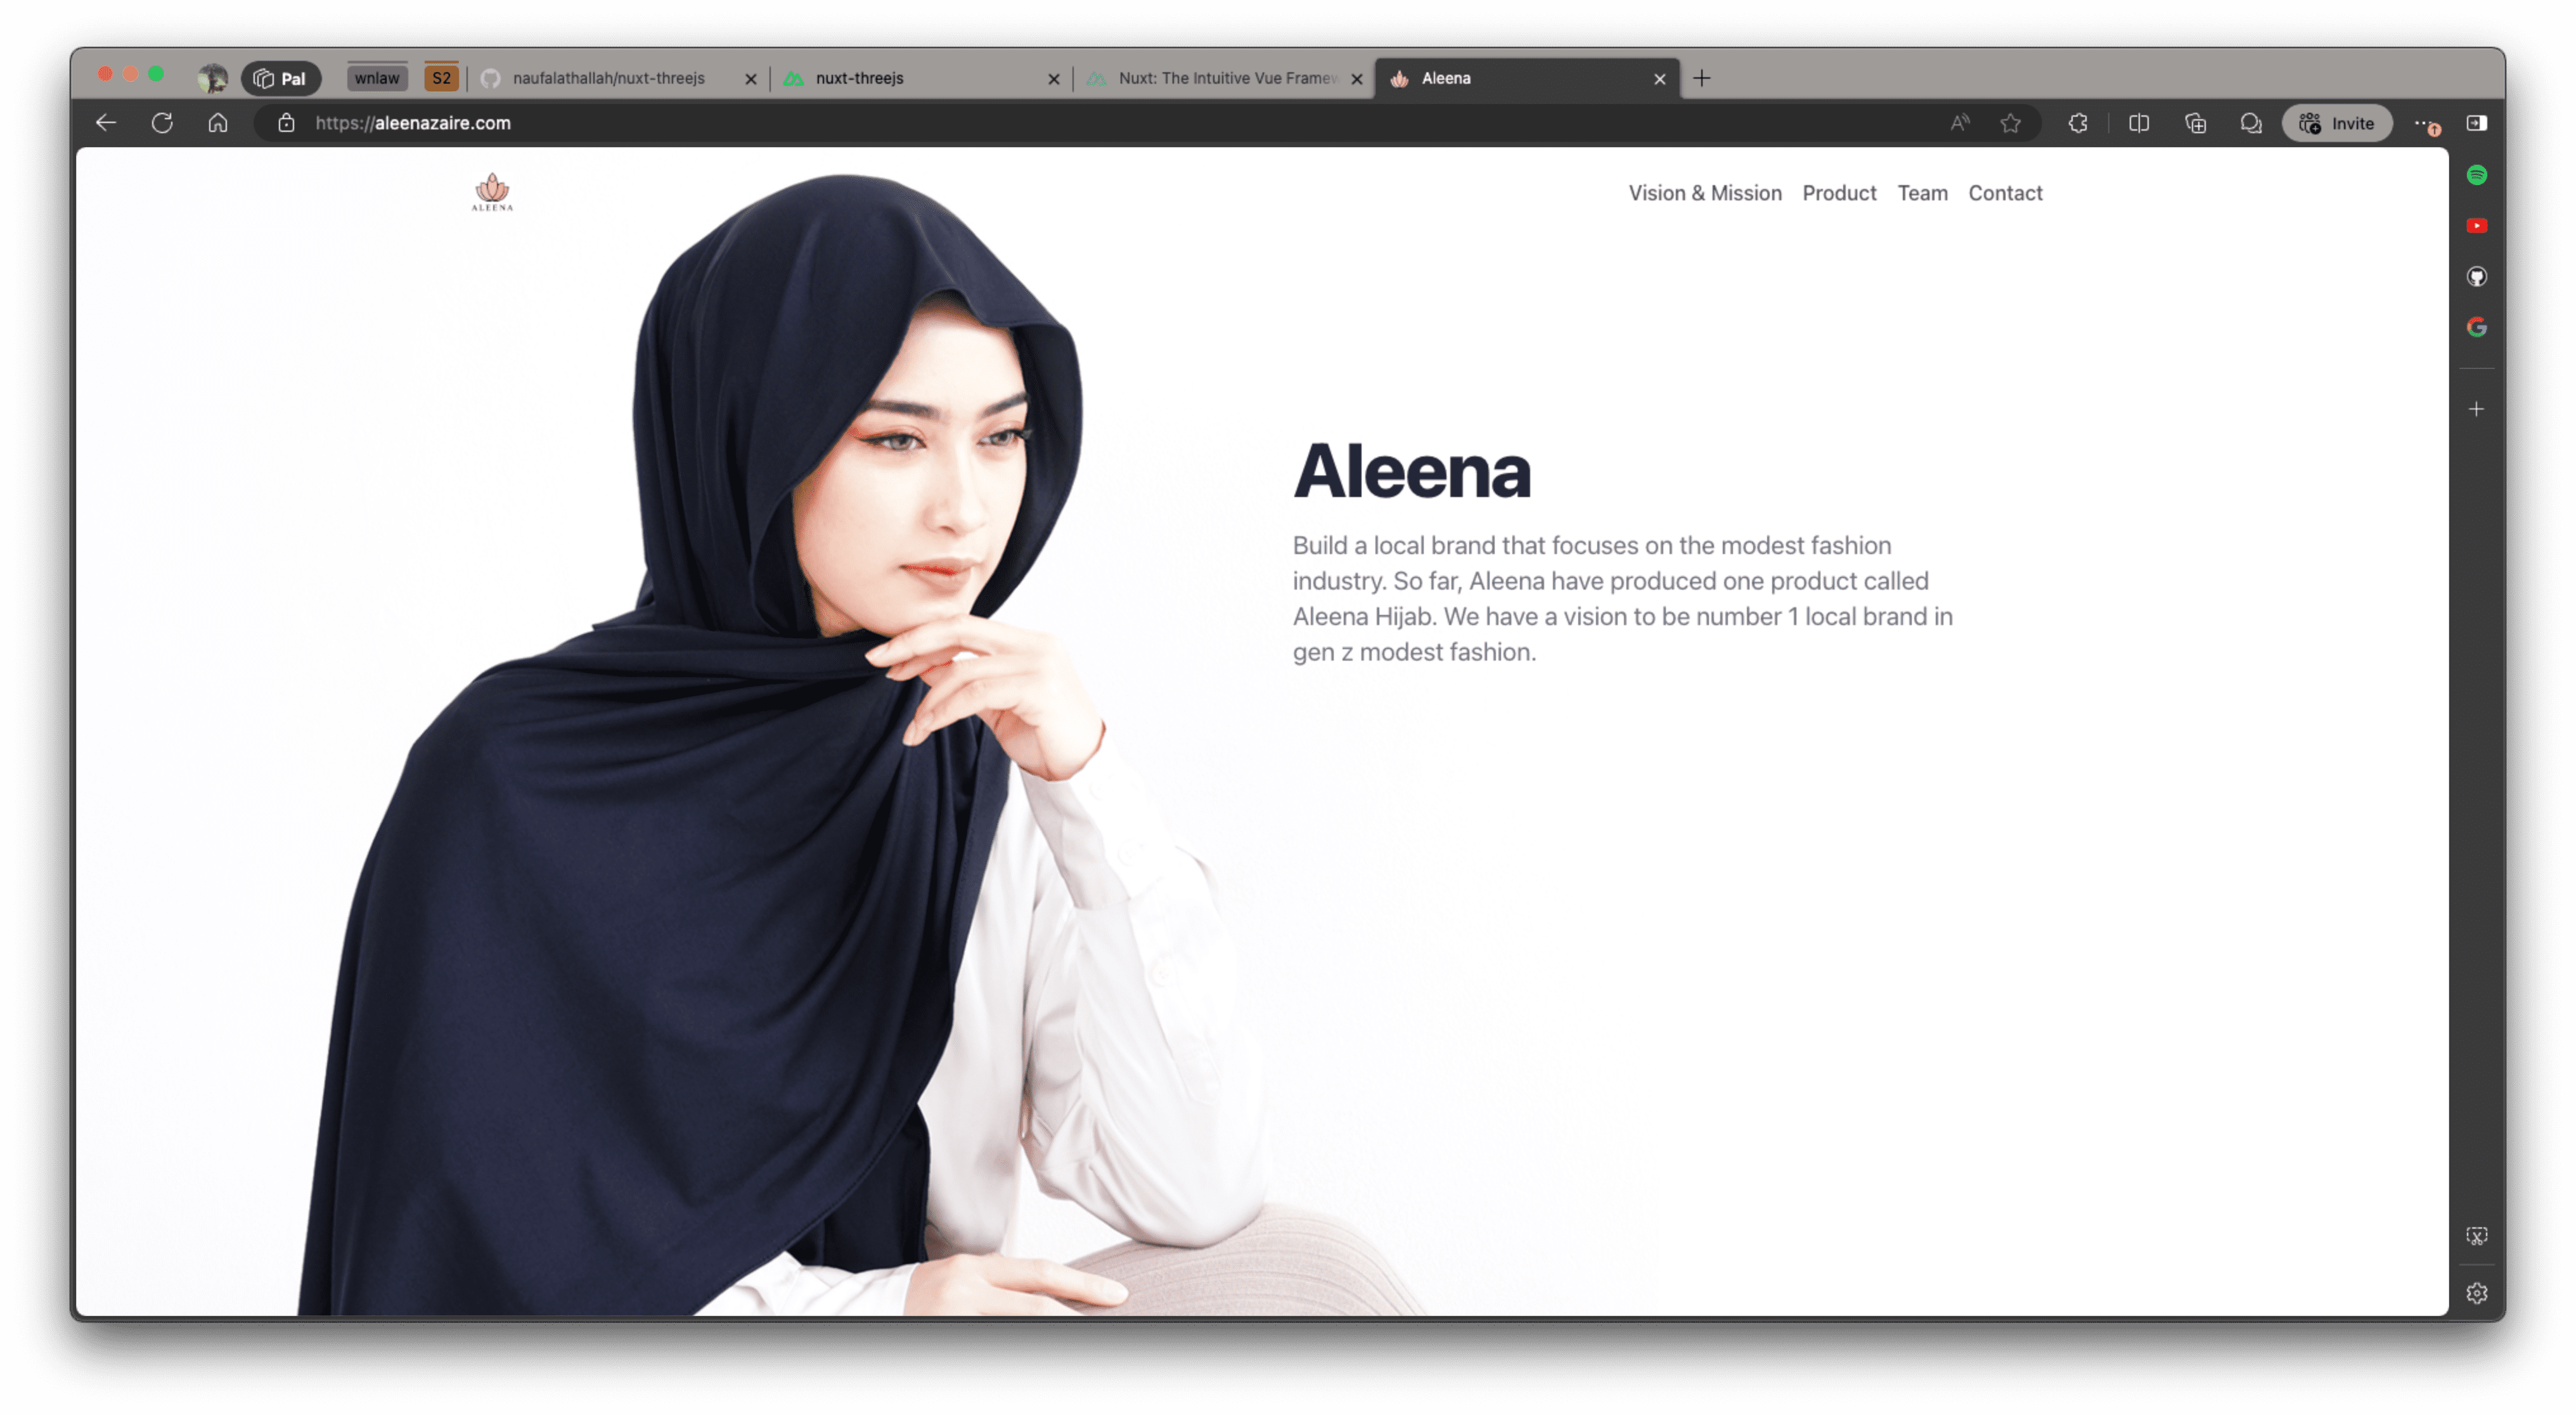 Pal
wnlaw
S2
naufalathallah/nuxt-threejs
nuxt-threejs
Nuxt: The Intuitive Vue Framew
Aleena
https://aleenazaire.com
Invite
ALEENA
Vision & Mission
Product
Team
Contact
Aleena
Build a local brand that focuses on the modest fashion
industry. So far, Aleena have produced one product called
Aleena Hijab. We have a vision to be number 1 local brand in
gen z modest fashion.